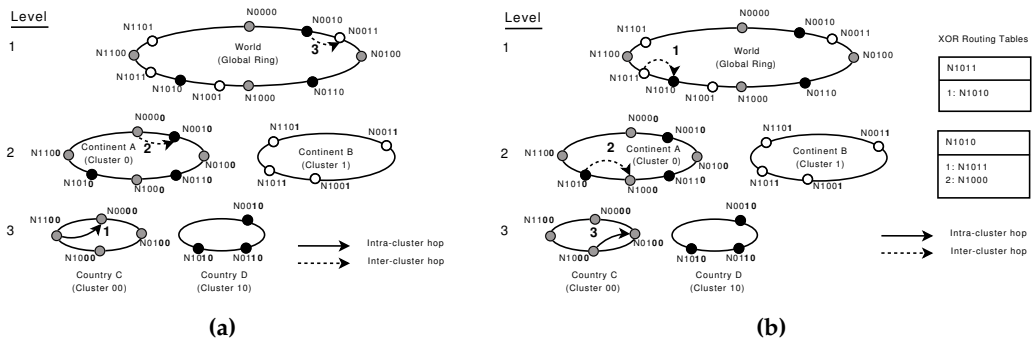 Level
1
N0000
N0010
N1101
3
N0011
N1100
World
(Global Ring)
N0100
N1011
N1010
N1001
N1000
N0110
2
N0000
N0010
N1100
2
Continent A
(Cluster 0)
N0100
N1010
N1000
N0110
N1101
N0011
Continent B
(Cluster 1)
N1011
N1001
3
N1100
N0000
1
N0100
N1000
Country C
(Cluster 00)
N0010
N1010
N0110
Country D
(Cluster 10)
Intra-cluster hop
Inter-cluster hop
(a)
Level
1
N0000
N0010
N1101
N0011
N1100
1
World
(Global Ring)
N0100
N1011
N1010
N1001
N1000
N0110
2
N0000
N0010
N1100
2
Continent A
(Cluster 0)
N0100
N1010
N1000
N0110
N1101
N0011
Continent B
(Cluster 1)
N1011
N1001
3
N1100
N0000
3
N0100
N1000
Country C
(Cluster 00)
N0010
N1010
N0110
Country D
(Cluster 10)
XOR Routing Tables
N1011
1: N1010
N1010
1: N1011
2: N1000
Intra-cluster hop
Inter-cluster hop
(b)